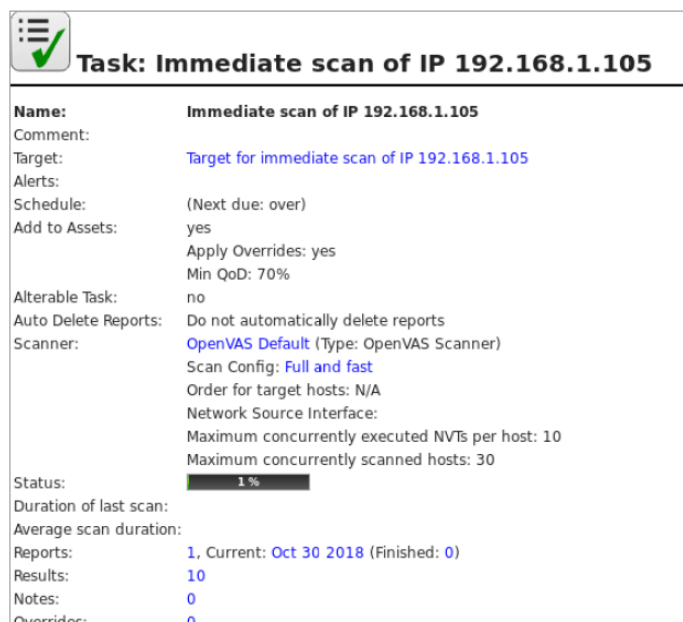 Task: Immediate scan of IP 192.168.1.105
Name: Immediate scan of IP 192.168.1.105
Comment:
Target: Target for immediate scan of IP 192.168.1.105
Alerts:
Schedule: (Next due: over)
Add to Assets: yes
Apply Overrides: yes
Min QoD: 70%
Alterable Task: no
Auto Delete Reports: Do not automatically delete reports
Scanner: OpenVAS Default (Type: OpenVAS Scanner)
Scan Config: Full and fast
Order for target hosts: N/A
Network Source Interface:
Maximum concurrently executed NVTs per host: 10
Maximum concurrently scanned hosts: 30
Status: 1 %
Duration of last scan:
Average scan duration:
Reports: 1, Current: Oct 30 2018 (Finished: 0)
Results: 10
Notes: 0
Overrides: 0